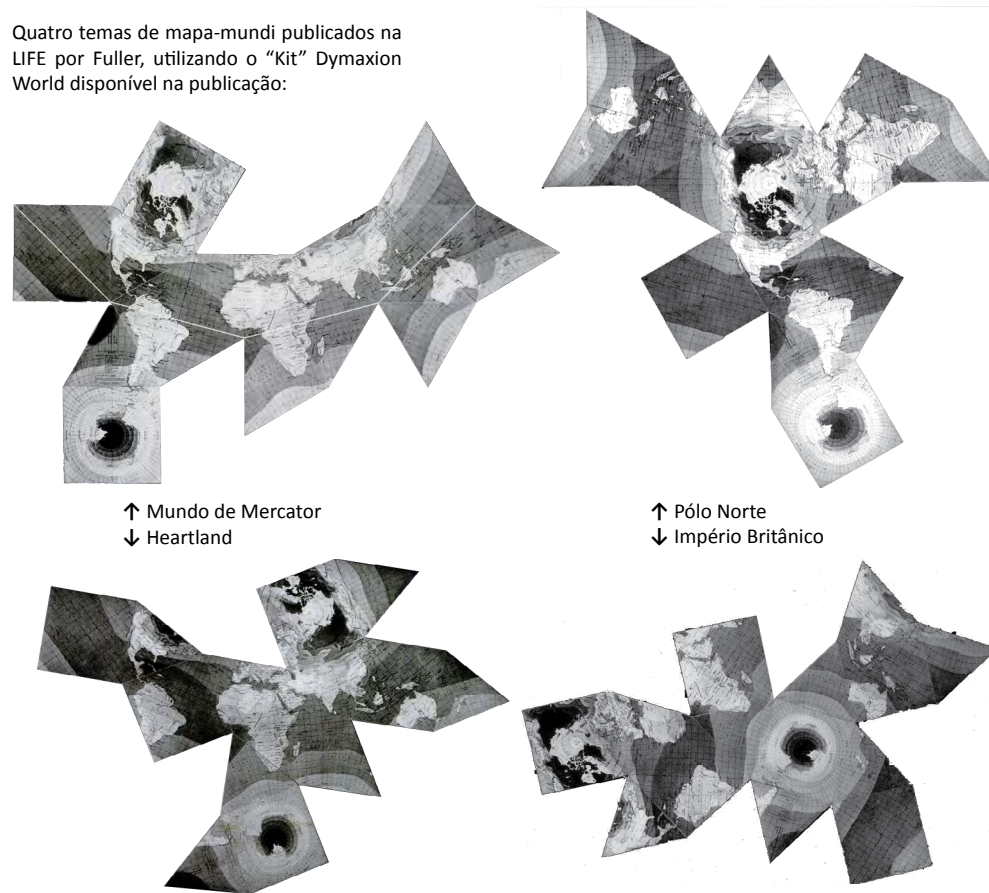 Quatro temas de mapa-mundi publicados na
LIFE por Fuller, utilizando o “Kit” Dymaxion
World disponível na publicação:
↑ Mundo de Mercator
↓ Heartland
↑ Pólo Norte
↓ Império Britânico